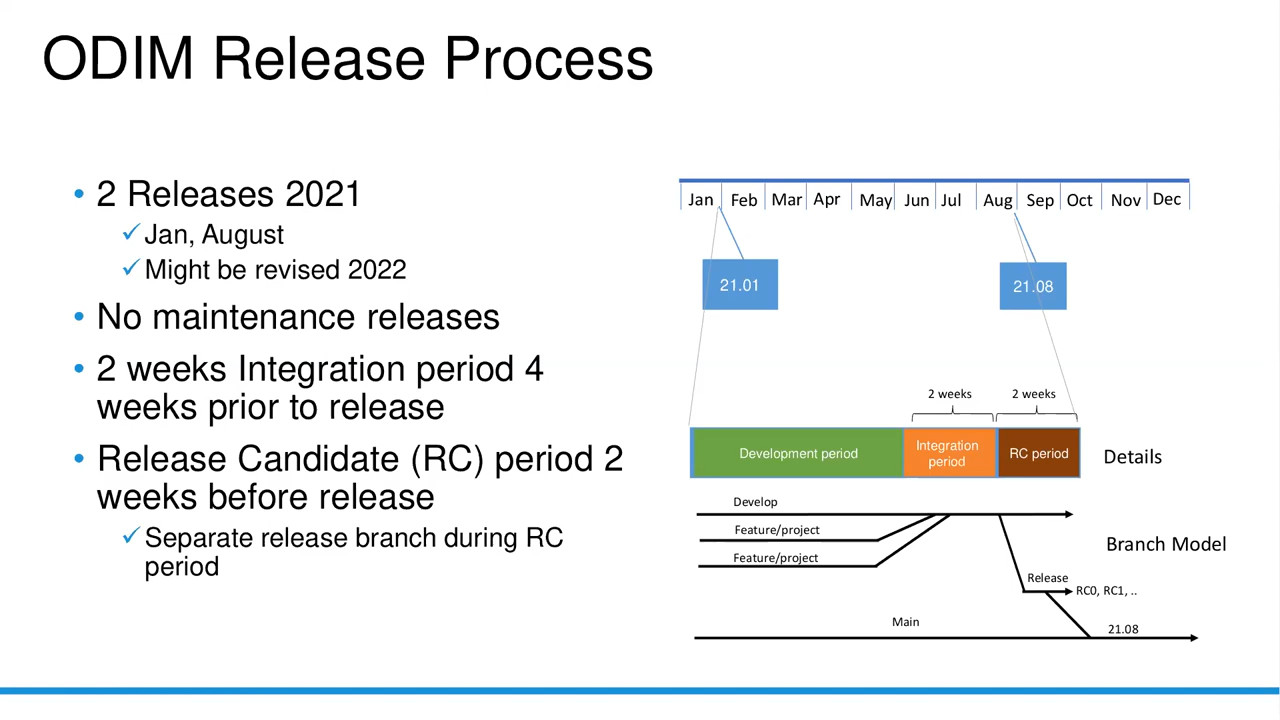 ODIM Release Process
• 2 Releases 2021
✓Jan, August
✓Might be revised 2022
• No maintenance releases
• 2 weeks Integration period 4
weeks prior to release
• Release Candidate (RC) period 2
weeks before release
✓Separate release branch during RC
period
Jan Feb Mar Apr May Jun Jul Aug Sep Oct Nov Dec
21.01
21.08
2 weeks
2 weeks
Development period
Integration
period
RC period
Details
Develop
Feature/project
Feature/project
Branch Model
Release
RC0, RC1, ..
Main
21.08